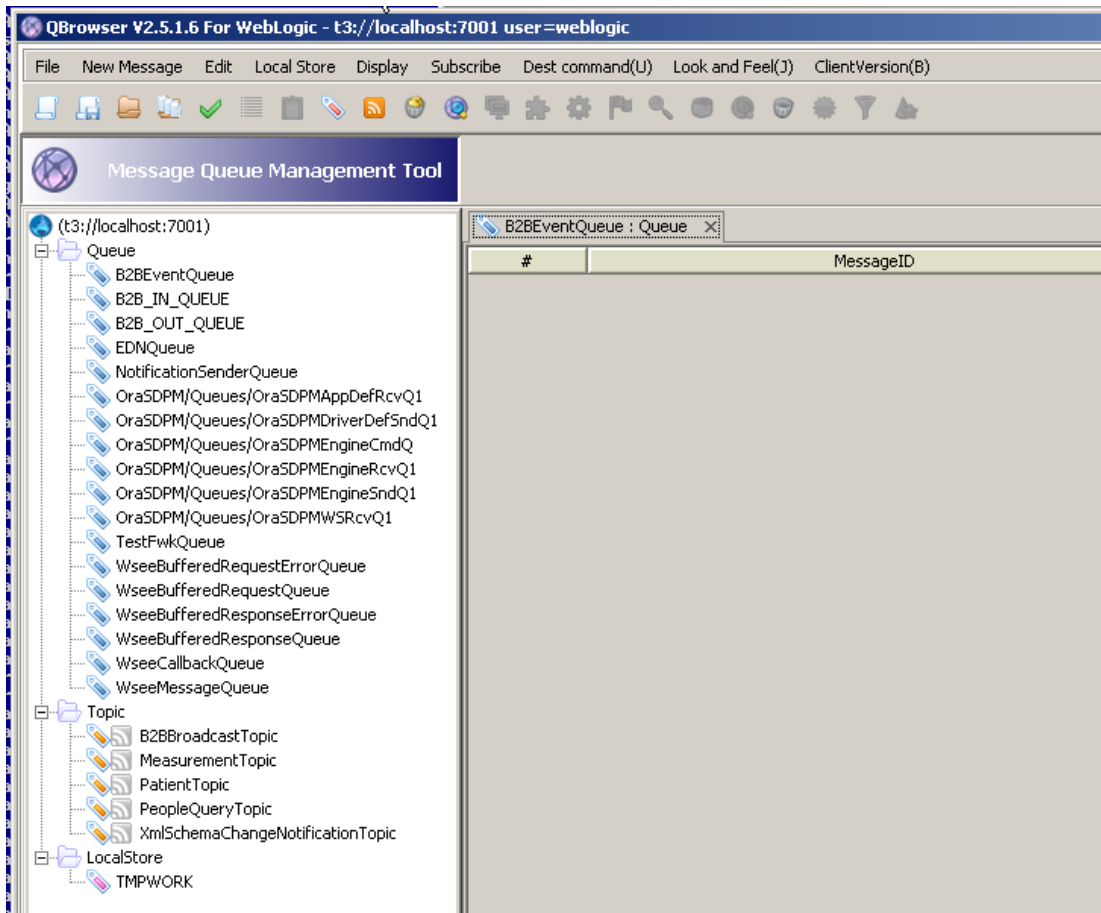 QBrowser V2.5.1.6 For WebLogic - t3://localhost:7001 user=weblogic
File New Message Edit Local Store Display Subscribe Dest command(U) Look and Feel(J) ClientVersion(B)
Message Queue Management Tool
(t3://localhost:7001)
Queue
B2BEventQueue
B2B_IN_QUEUE
B2B_OUT_QUEUE
EDNQueue
NotificationSenderQueue
OraSDPM/Queues/OraSDPMAppDefRcvQ1
OraSDPM/Queues/OraSDPMDriverDefSndQ1
OraSDPM/Queues/OraSDPMEngineCmdQ
OraSDPM/Queues/OraSDPMEngineRcvQ1
OraSDPM/Queues/OraSDPMEngineSndQ1
OraSDPM/Queues/OraSDPMWSRcvQ1
TestFwkQueue
WseeBufferedRequestErrorQueue
WseeBufferedRequestQueue
WseeBufferedResponseErrorQueue
WseeBufferedResponseQueue
WseeCallbackQueue
WseeMessageQueue
Topic
B2BBroadcastTopic
MeasurementTopic
PatientTopic
PeopleQueryTopic
XmlSchemaChangeNotificationTopic
LocalStore
TMPWORK
B2BEventQueue : Queue
# MessageID